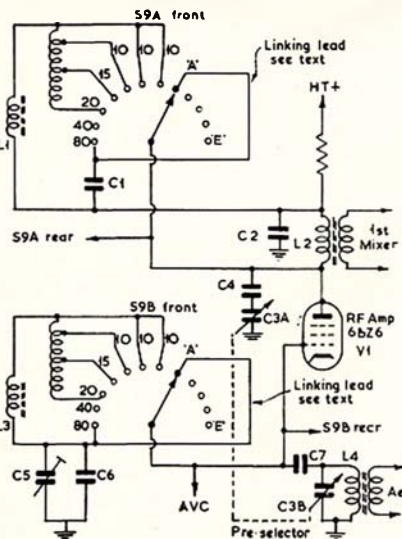 S9A front
10
10
10
15
20
40
80
'A'
'E'
Linking lead
see text
HT+
L1
C1
S9A rear
C2
L2
1st
Mixer
C4
C3A
RF Amp
6bZ6
V1
S9B front
10
10
10
15
20
40
80
'A'
'E'
Linking lead
see text
L3
C5
C6
AVC
S9B recr
C7
L4
C3B
Pre-selector